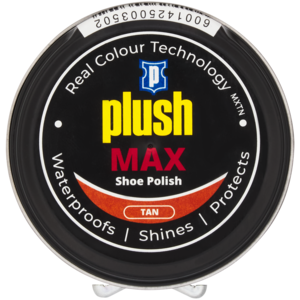 6001425003502
Real Colour Technology MXTN
p
plush
MAX
Shoe Polish
TAN
Waterproofs | Shines | Protects